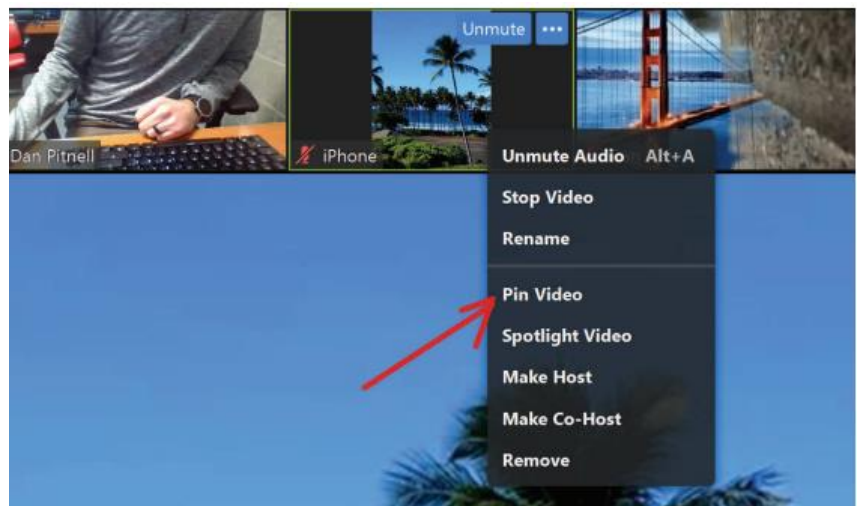 Unmute •••
Dan Pitnell
iPhone
Unmute Audio Alt+A
Stop Video
Rename
Pin Video
Spotlight Video
Make Host
Make Co-Host
Remove